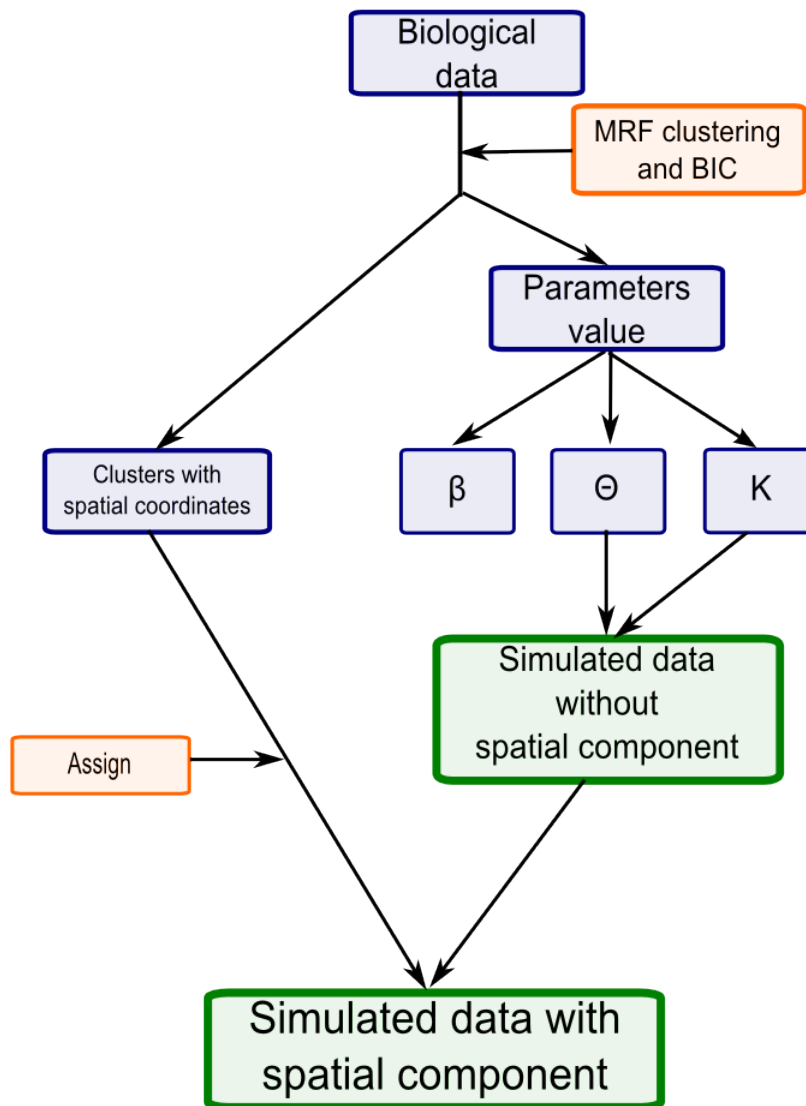 Biological
data
MRF clustering
and BIC
Parameters
value
Clusters with
spatial coordinates
β
Θ
K
Simulated data
without
spatial component
Assign
Simulated data with
spatial component